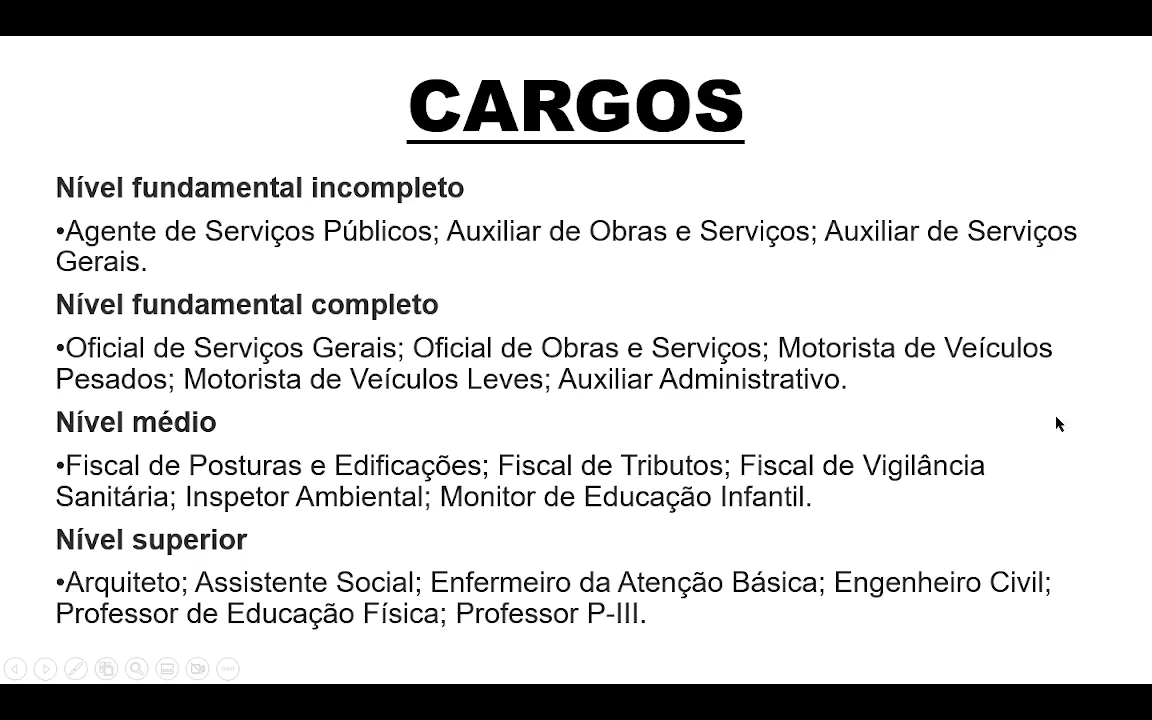 CARGOS
Nível fundamental incompleto
•Agente de Serviços Públicos; Auxiliar de Obras e Serviços; Auxiliar de Serviços
Gerais.
Nível fundamental completo
•Oficial de Serviços Gerais; Oficial de Obras e Serviços; Motorista de Veículos
Pesados; Motorista de Veículos Leves; Auxiliar Administrativo.
Nível médio
•Fiscal de Posturas e Edificações; Fiscal de Tributos; Fiscal de Vigilância
Sanitária; Inspetor Ambiental; Monitor de Educação Infantil.
Nível superior
•Arquiteto; Assistente Social; Enfermeiro da Atenção Básica; Engenheiro Civil;
Professor de Educação Física; Professor P-III.